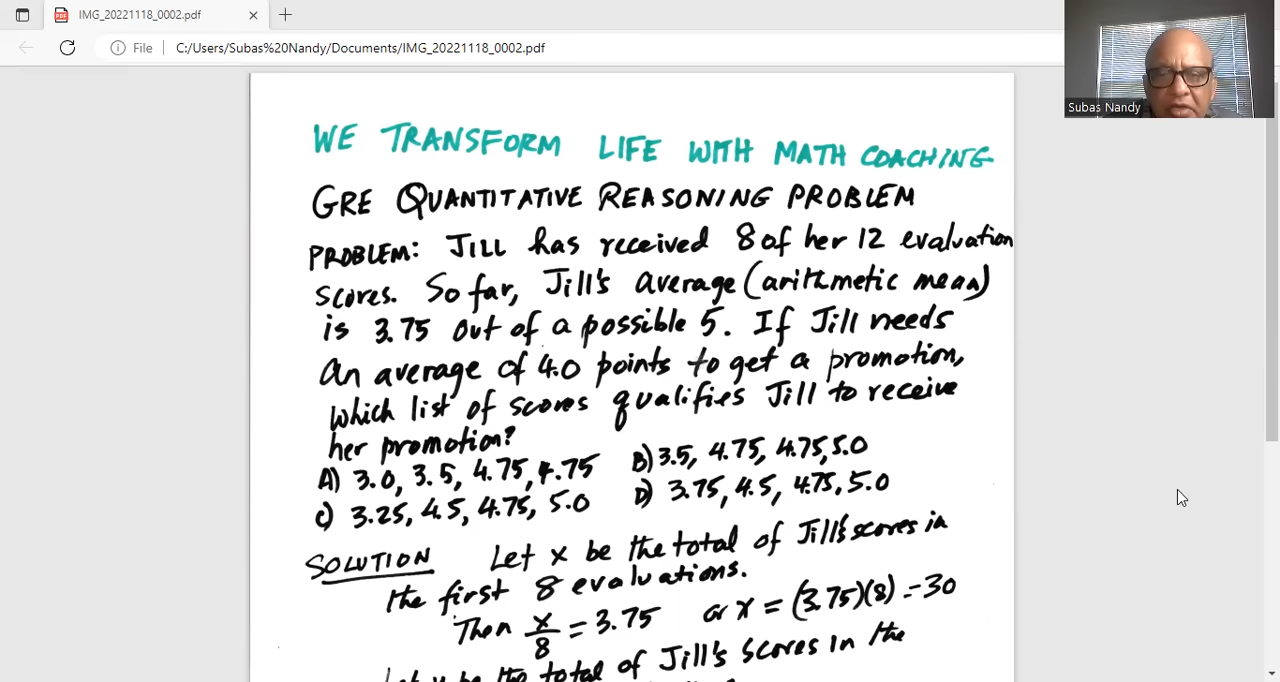 IMG_20221118_0002.pdf
File
C:/Users/Subas%20Nandy/Documents/IMG_20221118_0002.pdf
Subas Nandy
WE TRANSFORM LIFE WITH MATH COACHING
GRE QUANTITATIVE REASONING PROBLEM
PROBLEM: JILL has received 8 of her 12 evaluation
scores. So far, Jill's average (arithmetic mean)
is 3.75 out of a possible 5. If Jill needs
an average of 4.0 points to get a promotion,
which list of scores qualifies Jill to receive
her promotion?
A) 3.0, 3.5, 4.75, 4.75 B) 3.5, 4.75, 4.75, 5.0
C) 3.25, 4.5, 4.75, 5.0 D) 3.75, 4.5, 4.75, 5.0
SOLUTION Let x be the total of Jill's scores in
the first 8 evaluations.
Then x/8 = 3.75 or x = (3.75)(8) = 30
Let y be the total of Jill's scores in the